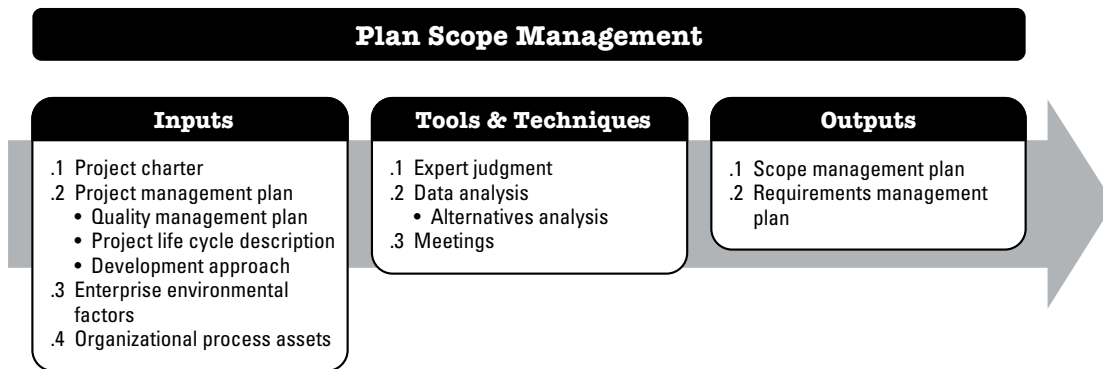 Plan Scope Management
Inputs
.1 Project charter
.2 Project management plan
• Quality management plan
• Project life cycle description
• Development approach
.3 Enterprise environmental
factors
.4 Organizational process assets
Tools & Techniques
.1 Expert judgment
.2 Data analysis
• Alternatives analysis
.3 Meetings
Outputs
.1 Scope management plan
.2 Requirements management
plan